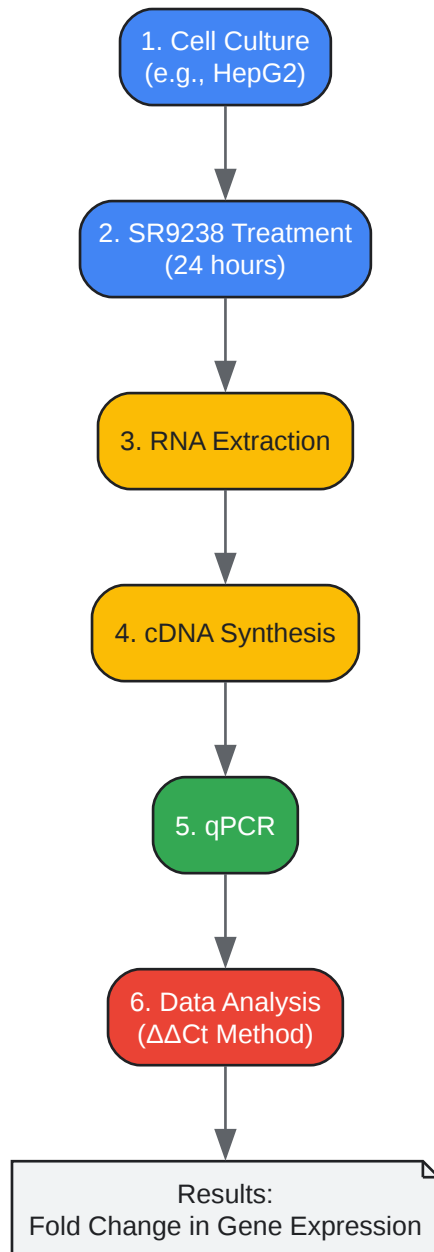 1. Cell Culture
(e.g., HepG2)
2. SR9238 Treatment
(24 hours)
3. RNA Extraction
4. cDNA Synthesis
5. qPCR
6. Data Analysis
(ΔΔCt Method)
Results:
Fold Change in Gene Expression